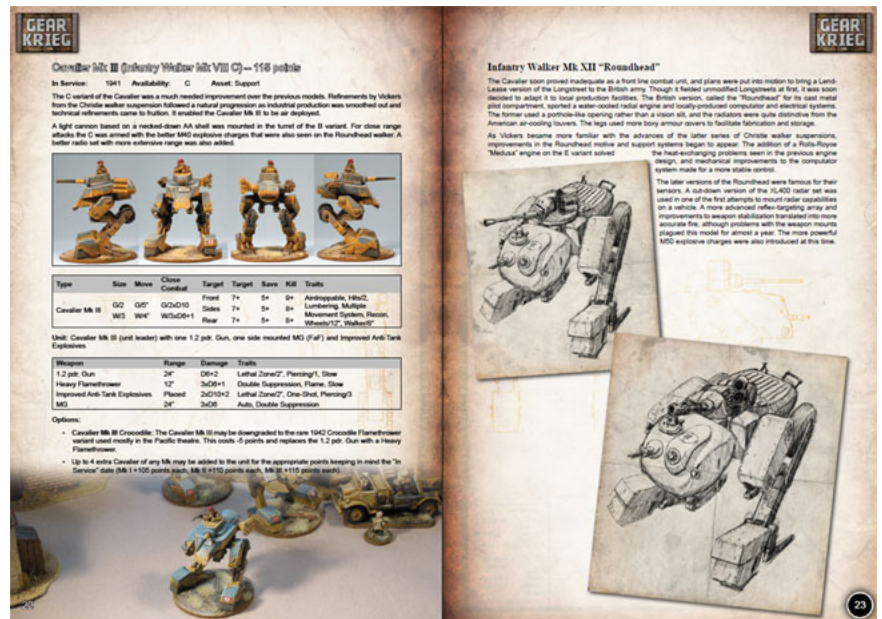 GEAR
KRIEG
Cavalier Mk III (Infantry Walker Mk VIII C) – 115 points
In Service: 1941 Availability: C Asset: Support
The C variant of the Cavalier was a much needed improvement over the previous models. Refinements by Vickers
from the Christie walker suspension followed a natural progression as industrial production was smoothed out and
technical refinements came to fruition. It enabled the Cavalier Mk III to be air deployed.
A light cannon based on a necked-down AA shell was mounted in the turret of the B variant. For close range
attacks the C was armed with the better M40 explosive charges that were also seen on the Roundhead walker. A
better radio set with more extensive range was also added.
Type Size Move Close Combat Target Target Save Kill Traits
Cavalier Mk III G/2 G/5" G/2xD10 Front 7+ 5+ 9+ Airdroppable, Hits/2,
W/3 W/4" W/3xD6+1 Sides 7+ 5+ 8+ Lumbering, Multiple
Movement System, Recon,
Rear 7+ 5+ 8+ Wheels/12", Walker/6"
Unit: Cavalier Mk III (unit leader) with one 1.2 pdr. Gun, one side mounted MG (FaF) and Improved Anti-Tank
Explosives
Weapon Range Damage Traits
1.2 pdr. Gun 24" D6+2 Lethal Zone/2", Piercing/1, Slow
Heavy Flamethrower 12" 3xD6+1 Double Suppression, Flame, Slow
Improved Anti-Tank Explosives Placed 2xD10+2 Lethal Zone/2", One-Shot, Piercing/3
MG 24" 3xD6 Auto, Double Suppression
Options:
• Cavalier Mk III Crocodile: The Cavalier Mk III may be downgraded to the rare 1942 Crocodile Flamethrower
variant used mostly in the Pacific theatre. This costs -5 points and replaces the 1.2 pdr. Gun with a Heavy
Flamethrower.
• Up to 4 extra Cavalier of any Mk may be added to the unit for the appropriate points keeping in mind the "In
Service" date (Mk I +105 points each, Mk II +110 points each, Mk III +115 points each)
GEAR
KRIEG
Infantry Walker Mk XII "Roundhead"
The Cavalier soon proved inadequate as a front line combat unit, and plans were put into motion to bring a Lend-
Lease version of the Longstreet to the British army. Though it fielded unmodified Longstreets at first, it was soon
decided to adapt it to local production facilities. The British version, called the "Roundhead" for its cast metal
pilot compartment, sported a water-cooled radial engine and locally-produced computator and electrical systems.
The former used a porthole-like opening rather than a vision slit, and the radiators were quite distinctive from the
American air-cooling louvers. The legs used more boxy armour covers to facilitate fabrication and storage.
As Vickers became more familiar with the advances of the latter series of Christie walker suspensions,
improvements in the Roundhead motive and support systems began to appear. The addition of a Rolls-Royce
"Medusa" engine on the E variant solved the heat-exchanging problems seen in the previous engine
design, and mechanical improvements to the computator
system made for a more stable control.
The later versions of the Roundhead were famous for their
sensors. A cut-down version of the XL400 radar set was
used in one of the first attempts to mount radar capabilities
on a vehicle. A more advanced reflex-targeting array and
improvements to weapon stabilization translated into more
accurate fire, although problems with the weapon mounts
plagued this model for almost a year. The more powerful
M50 explosive charges were also introduced at this time.
23